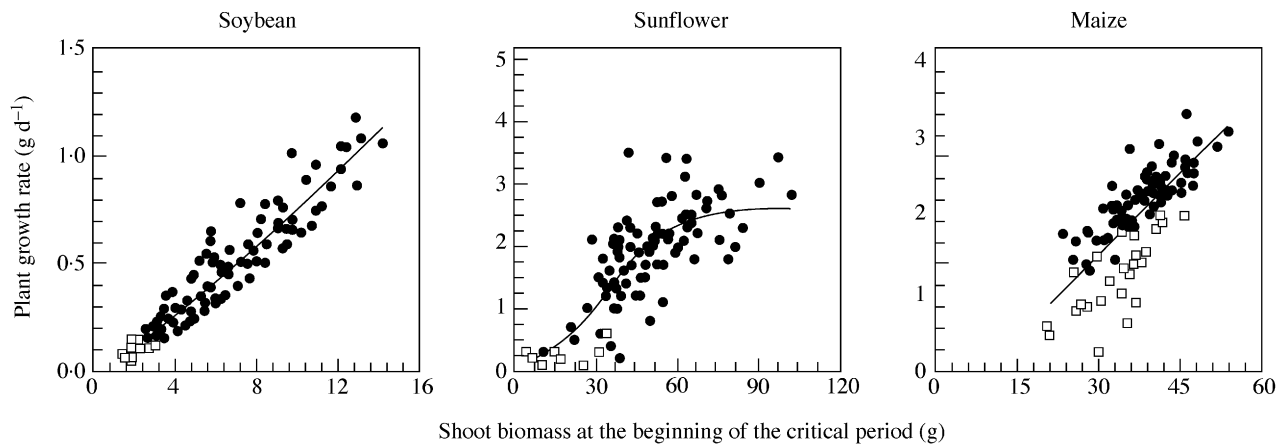 Soybean Sunflower Maize
Plant growth rate (g d⁻¹)
1·5
1·0
0·5
0·0
0 4 8 12 16
5
4
3
2
1
0
0 30 60 90 120
4
3
2
1
0
0 15 30 45 60
Shoot biomass at the beginning of the critical period (g)